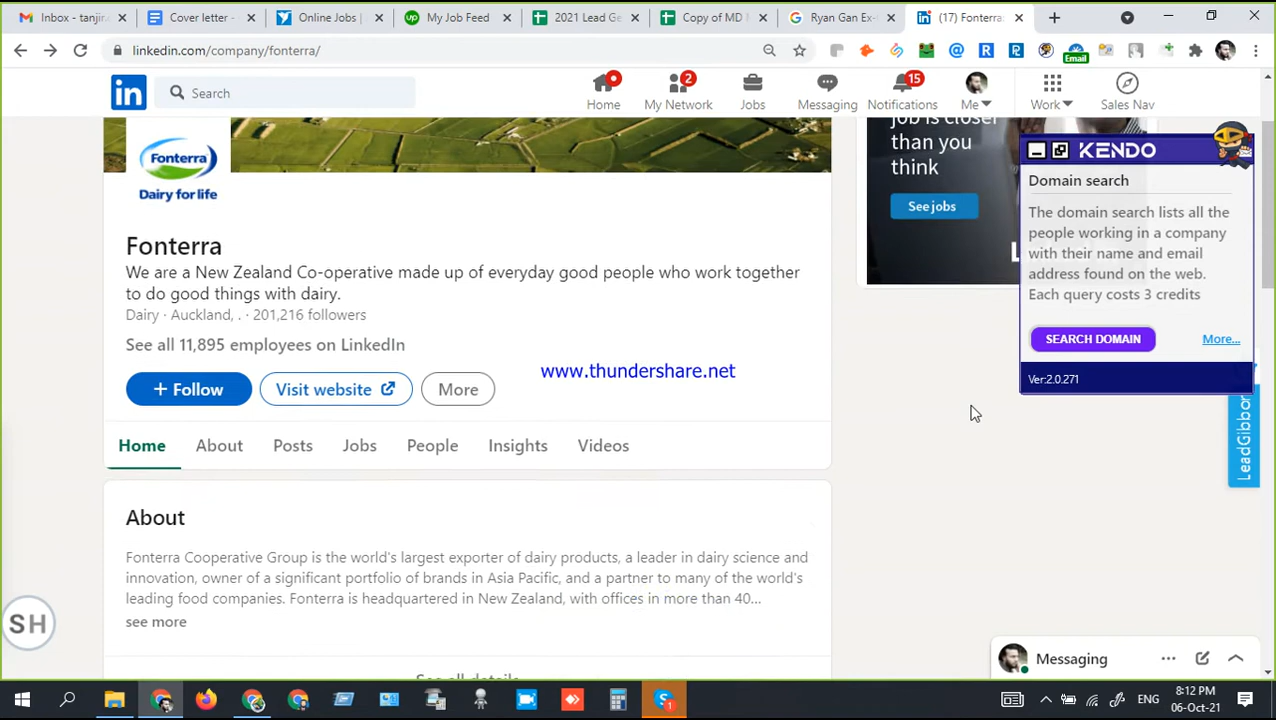 Inbox - tanjira
Cover letter -
Online Jobs |
My Job Feed
2021 Lead Ge
Copy of MD M
Ryan Gan Ex-
(17) Fonterra:
linkedin.com/company/fonterra/
Email
in
Search
Home
2
My Network
Jobs
Messaging
15
Notifications
Me
Work
Sales Nav
Fonterra
Dairy for life
job is closer
than you
think
See jobs
KENDO
Domain search
The domain search lists all the
people working in a company
with their name and email
address found on the web.
Each query costs 3 credits
SEARCH DOMAIN
More...
Ver:2.0.271
LeadGibbon
Fonterra
We are a New Zealand Co-operative made up of everyday good people who work together
to do good things with dairy.
Dairy · Auckland, . · 201,216 followers
See all 11,895 employees on LinkedIn
+ Follow
Visit website
More
www.thundershare.net
Home
About
Posts
Jobs
People
Insights
Videos
About
Fonterra Cooperative Group is the world's largest exporter of dairy products, a leader in dairy science and
innovation, owner of a significant portfolio of brands in Asia Pacific, and a partner to many of the world's
leading food companies. Fonterra is headquartered in New Zealand, with offices in more than 40...
see more
See all details
SH
Messaging
ENG
8:12 PM
06-Oct-21